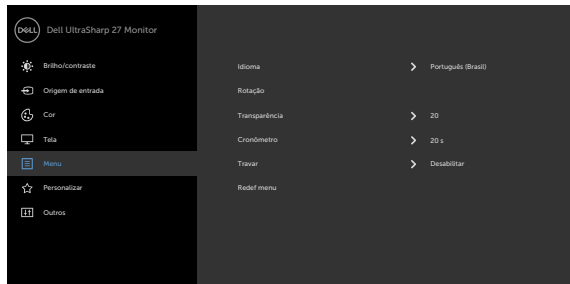 DELL Dell UltraSharp 27 Monitor
Brilho/contraste
Origem de entrada
Cor
Tela
Menu
Personalizar
Outros
Idioma Português (Brasil)
Rotação
Transparência 20
Cronômetro 20 s
Travar Desabilitar
Redef menu